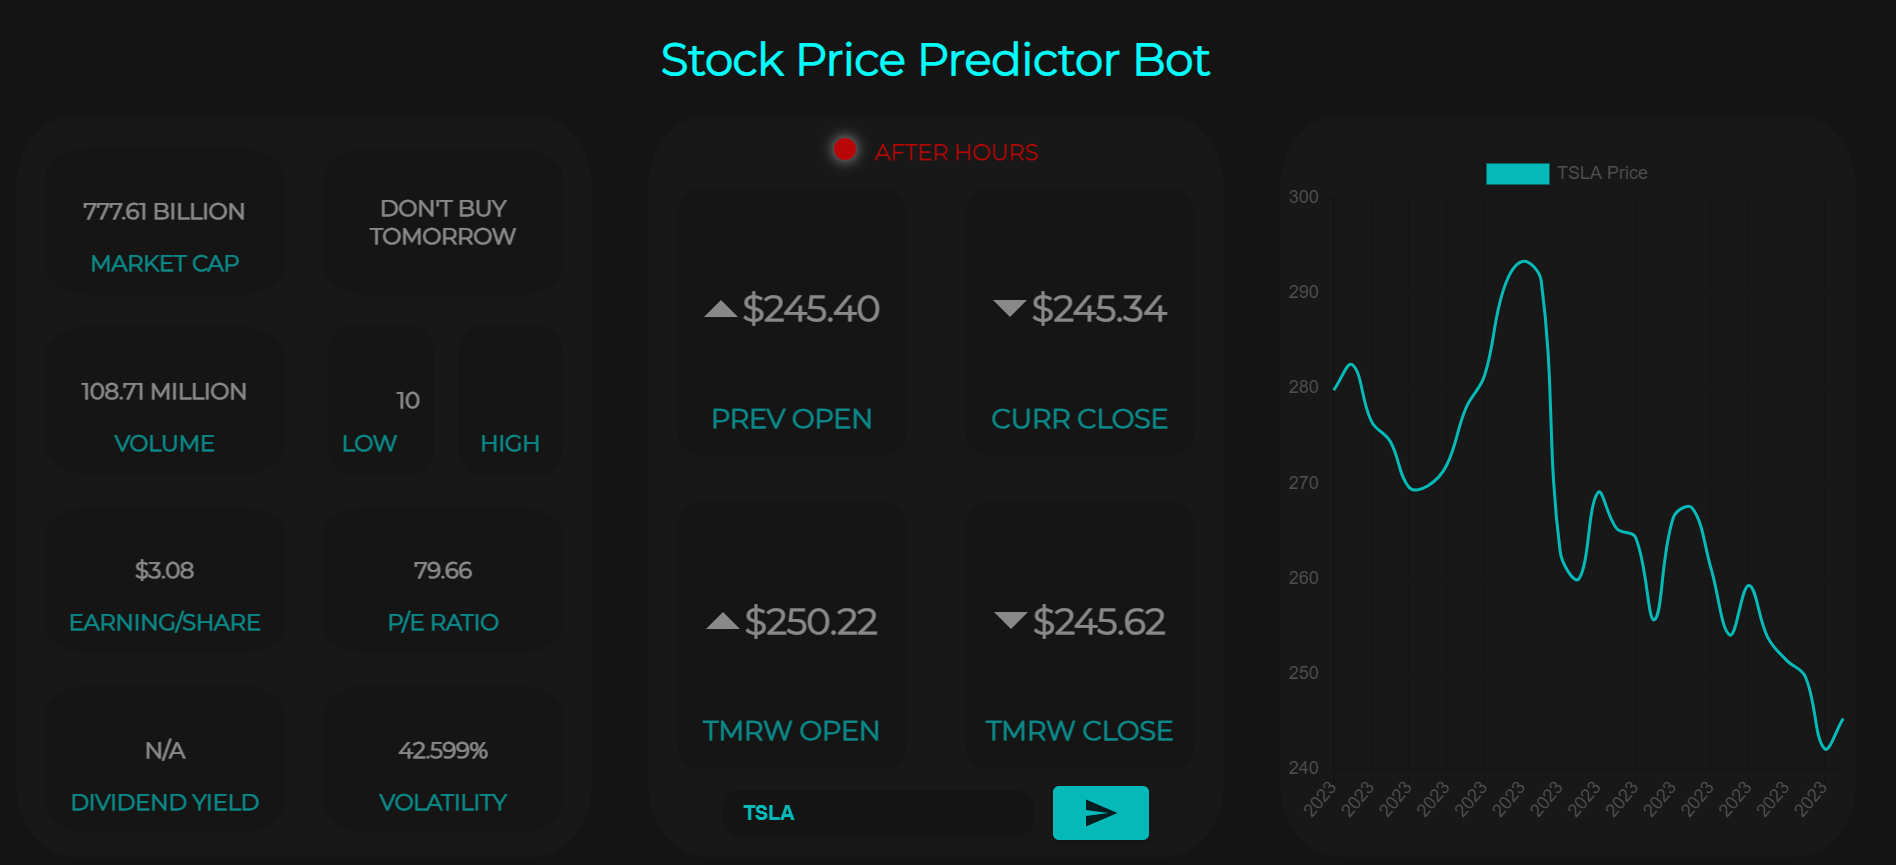 Stock Price Predictor Bot
777.61 BILLION
MARKET CAP
DON'T BUY
TOMORROW
108.71 MILLION
VOLUME
10
LOW
HIGH
$3.08
EARNING/SHARE
79.66
P/E RATIO
N/A
DIVIDEND YIELD
42.599%
VOLATILITY
AFTER HOURS
$245.40
PREV OPEN
$245.34
CURR CLOSE
$250.22
TMRW OPEN
$245.62
TMRW CLOSE
TSLA
TSLA Price
300
290
280
270
260
250
240
2023
2023
2023
2023
2023
2023
2023
2023
2023
2023
2023
2023
2023
2023